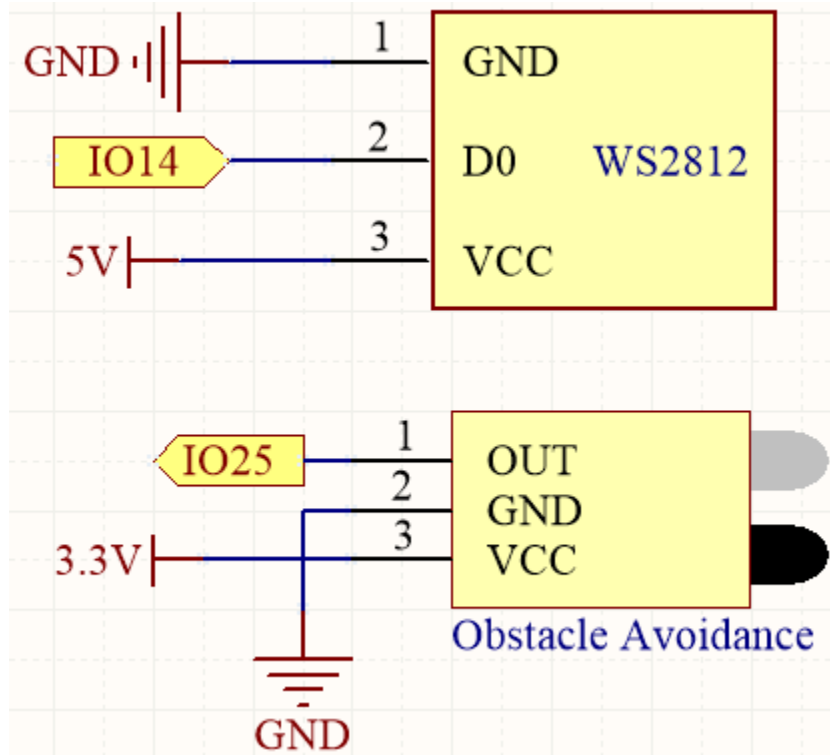 GND 1 GND
IO14 2 D0 WS2812
5V 3 VCC
IO25 1 OUT
2 GND
3.3V 3 VCC
Obstacle Avoidance
GND